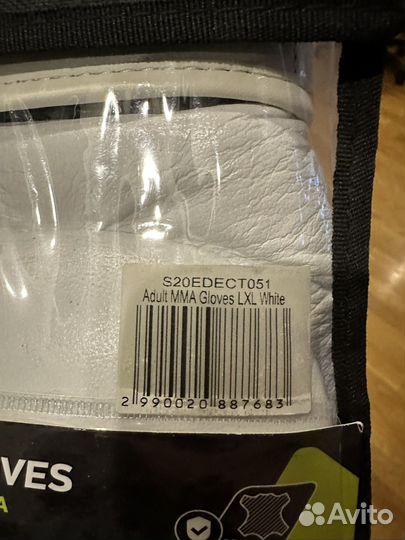 S20EDECT051
Adult MMA Gloves LXL White
2 990020 887683
VES
A
Avito